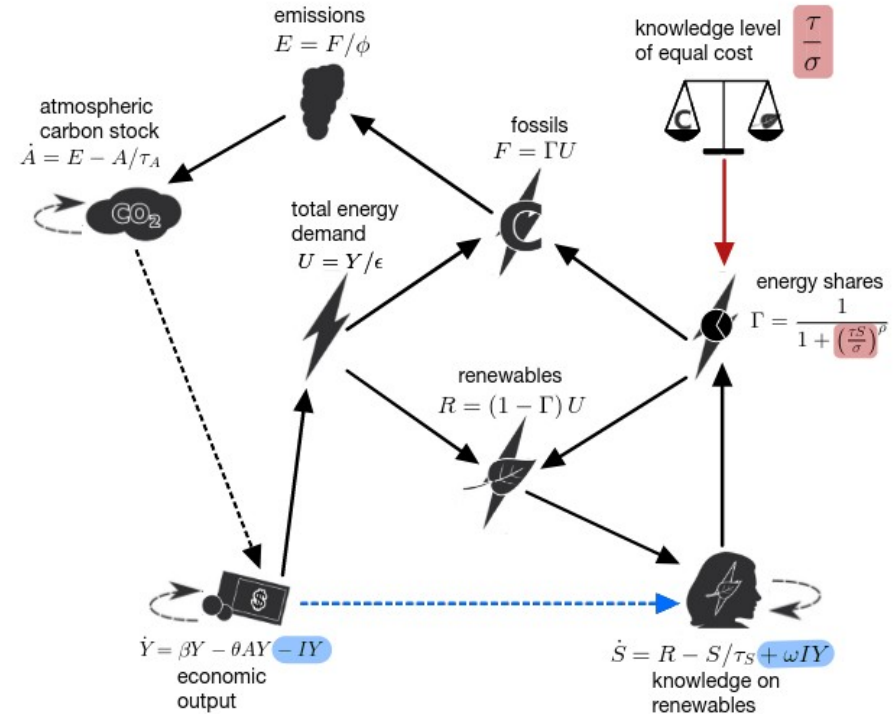 emissions
E = F/ϕ
knowledge level
of equal cost
τ
σ
atmospheric
carbon stock
Ȧ = E − A/τ_A
CO₂
C
fossils
F = ΓU
C
total energy
demand
U = Y/ϵ
energy shares
Γ = 1 / (1 + (τS/σ)^ρ)
renewables
R = (1 − Γ) U
$
Ẏ = βY − θAY − IY
economic
output
Ṡ = R − S/τ_S + ωIY
knowledge on
renewables